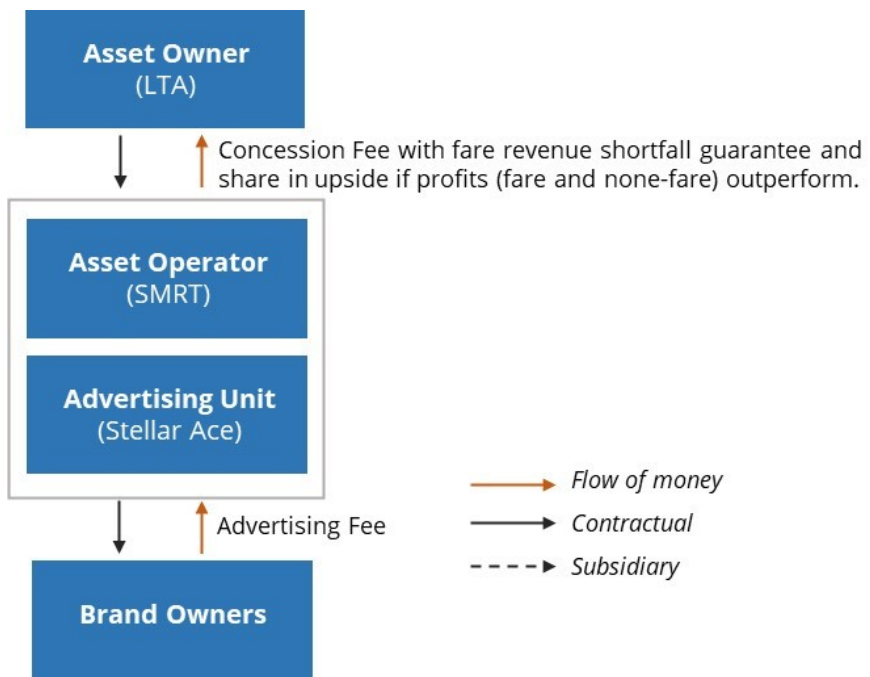 Asset Owner
(LTA)
Concession Fee with fare revenue shortfall guarantee and
share in upside if profits (fare and none-fare) outperform.
Asset Operator
(SMRT)
Advertising Unit
(Stellar Ace)
Advertising Fee
Brand Owners
Flow of money
Contractual
Subsidiary